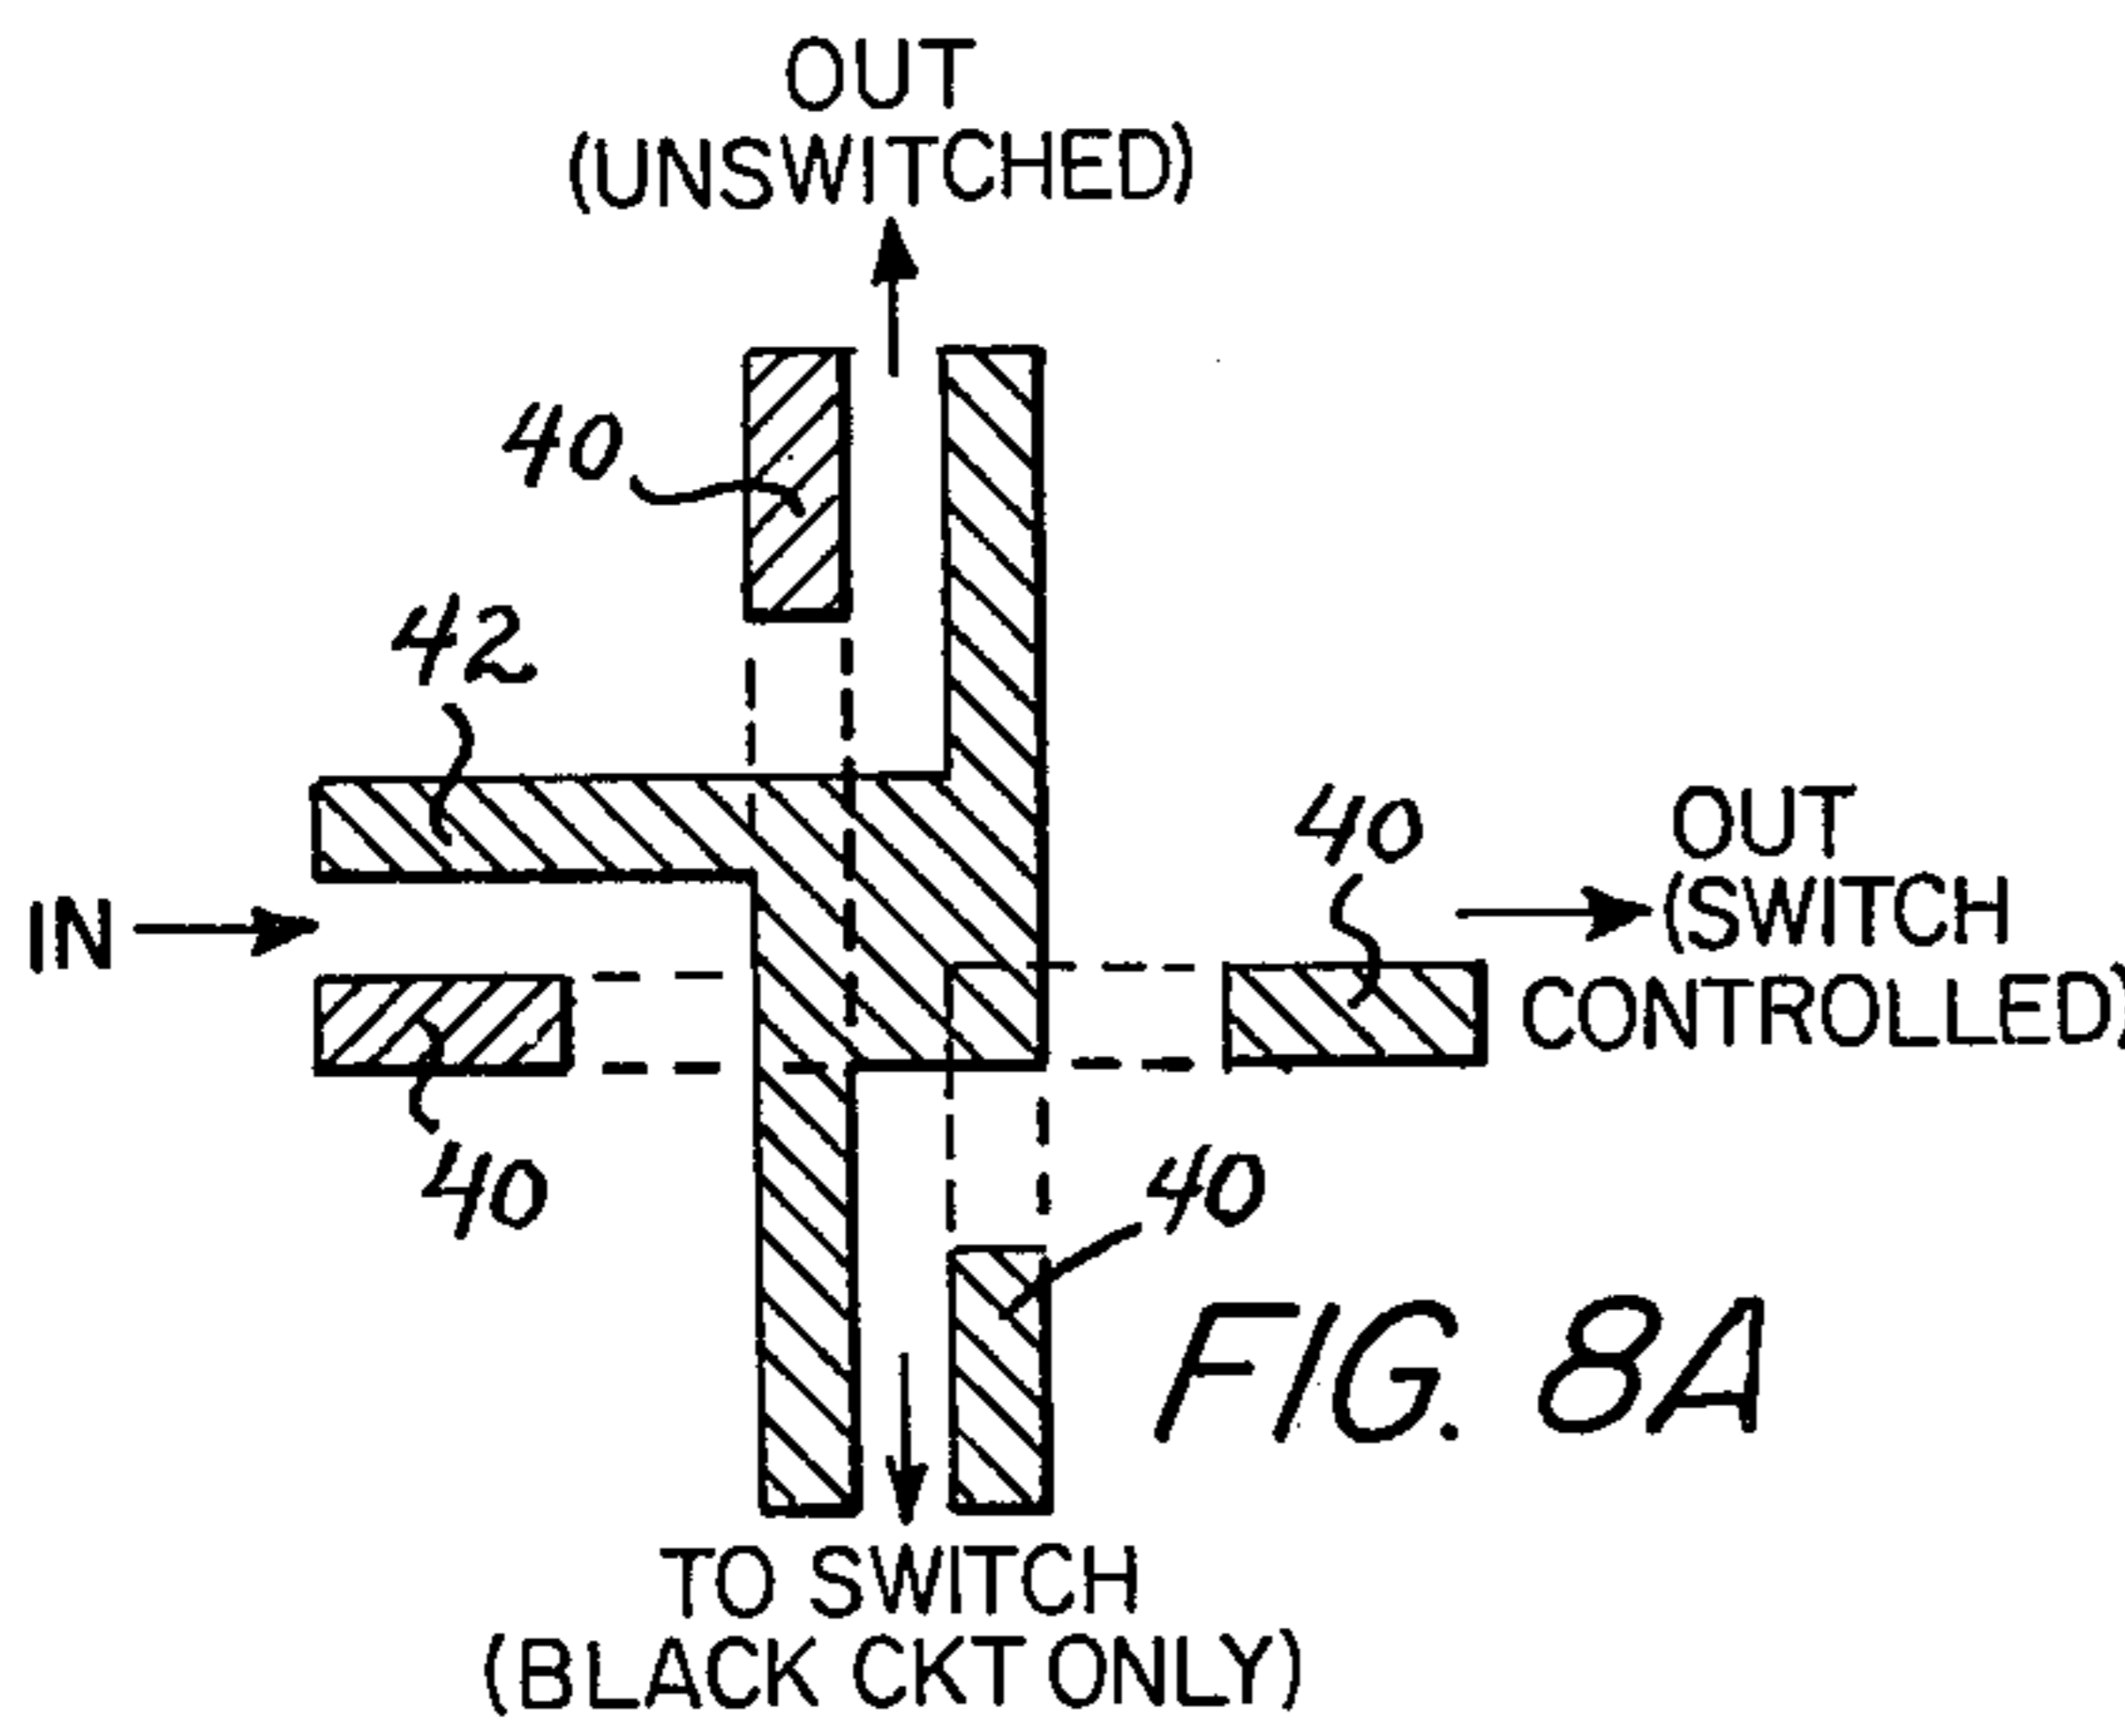 OUT
(UNSWITCHED)
40
42
40
OUT
(SWITCH
CONTROLLED)
IN
40
40
TO SWITCH
(BLACK CKT ONLY)
FIG. 8A